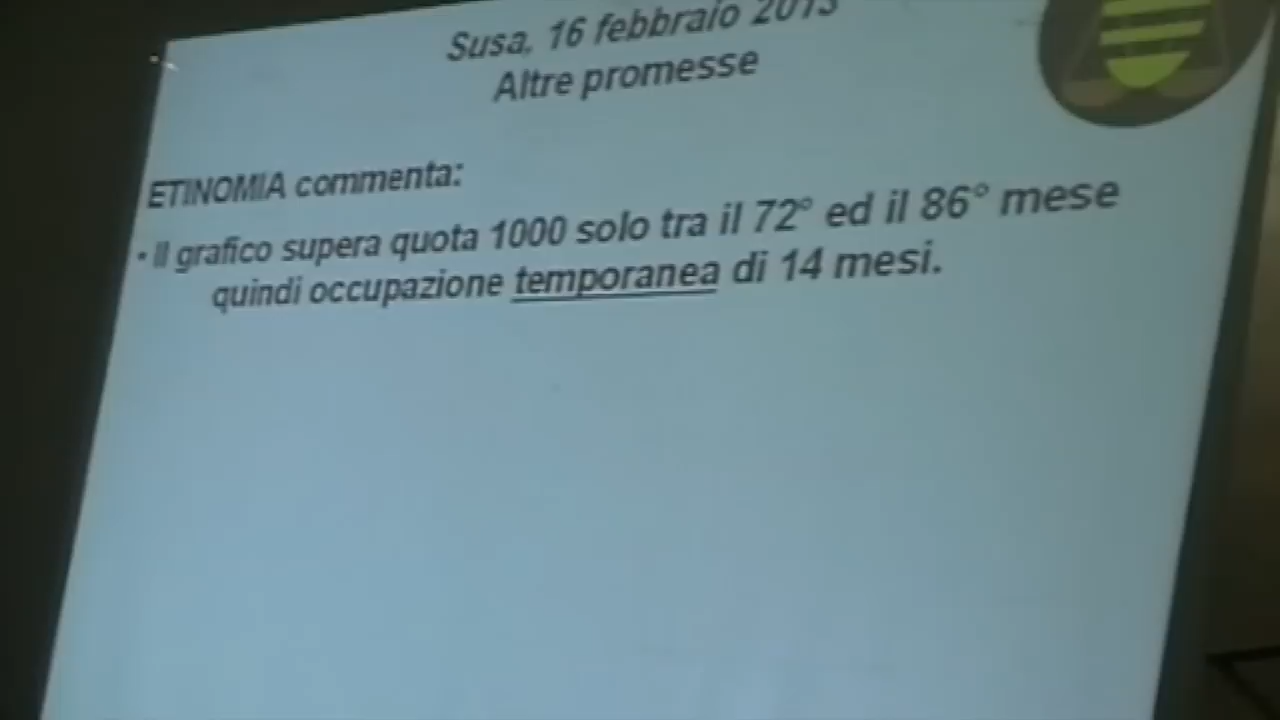 Susa, 16 febbraio 2013
Altre promesse
ETINOMIA commenta:
• Il grafico supera quota 1000 solo tra il 72° ed il 86° mese
quindi occupazione temporanea di 14 mesi.